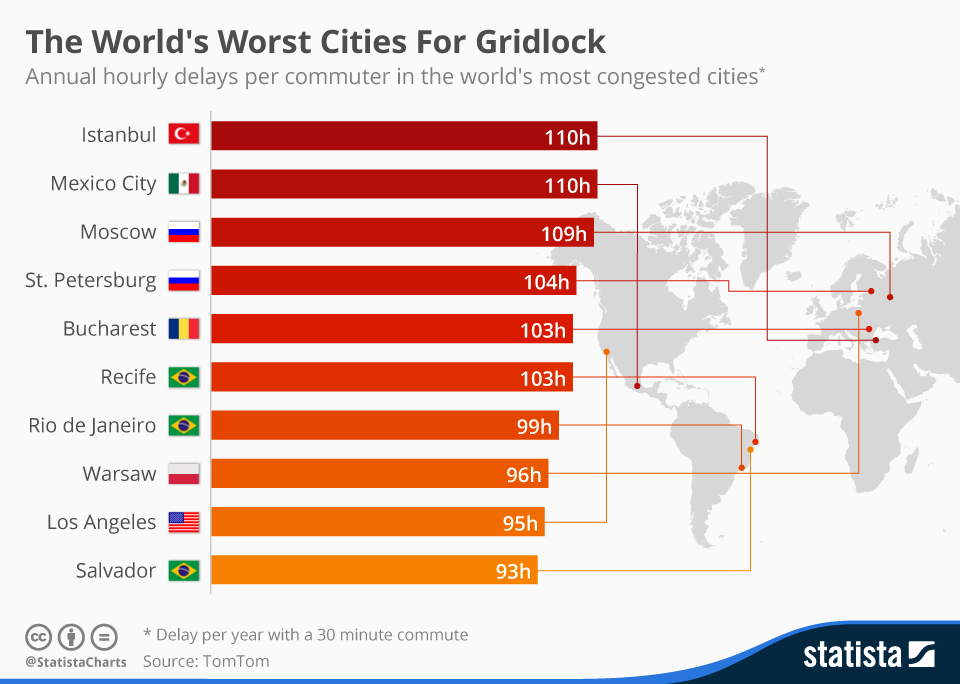 The World's Worst Cities For Gridlock
Annual hourly delays per commuter in the world's most congested cities*
Istanbul 110h
Mexico City 110h
Moscow 109h
St. Petersburg 104h
Bucharest 103h
Recife 103h
Rio de Janeiro 99h
Warsaw 96h
Los Angeles 95h
Salvador 93h
cc
@StatistaCharts
* Delay per year with a 30 minute commute
Source: TomTom
statista